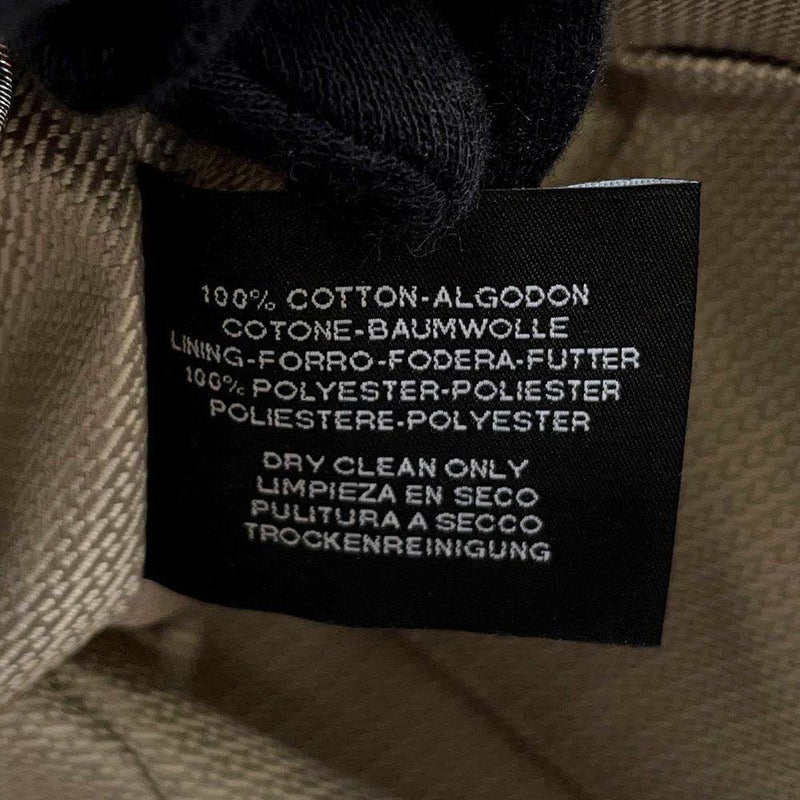 100% COTTON-ALGODON
COTONE-BAUMWOLLE
LINING-FORRO-FODERA-FUTTER
100% POLYESTER-POLIESTER
POLIESTERE-POLYESTER
DRY CLEAN ONLY
LIMPIEZA EN SECO
PULITURA A SECCO
TROCKENREINIGUNG